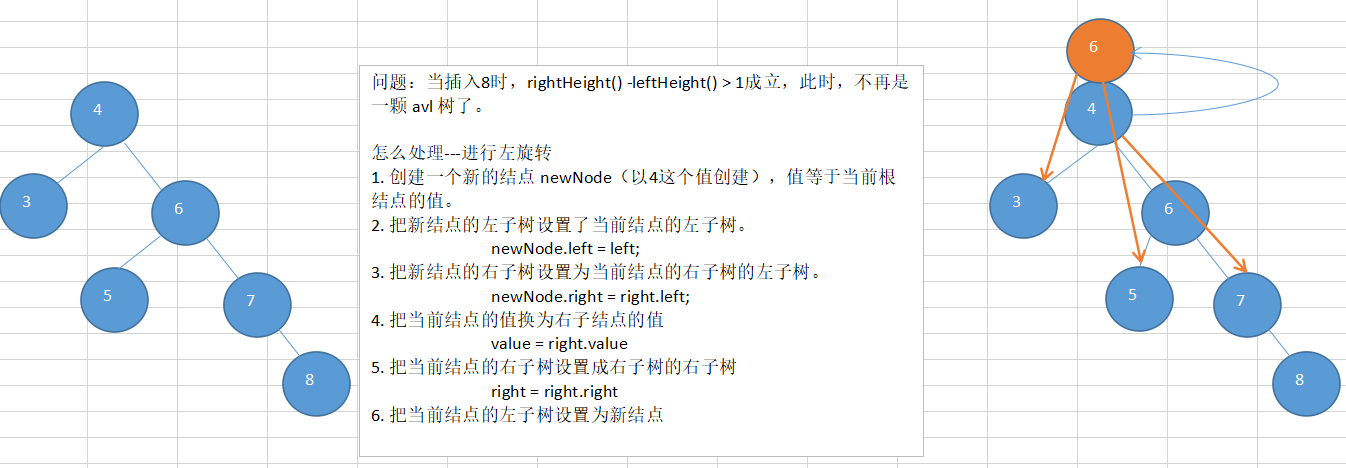 4
3
6
5
7
8
问题：当插入8时，rightHeight() -leftHeight() > 1成立，此时，不再是
一颗 avl 树了。
怎么处理---进行左旋转
1. 创建一个新的结点 newNode（以4这个值创建），值等于当前根
结点的值。
2. 把新结点的左子树设置了当前结点的左子树。
newNode.left = left;
3. 把新结点的右子树设置为当前结点的右子树的左子树。
newNode.right = right.left;
4. 把当前结点的值换为右子结点的值
value = right.value
5. 把当前结点的右子树设置成右子树的右子树
right = right.right
6. 把当前结点的左子树设置为新结点
6
4
3
6
5
7
8